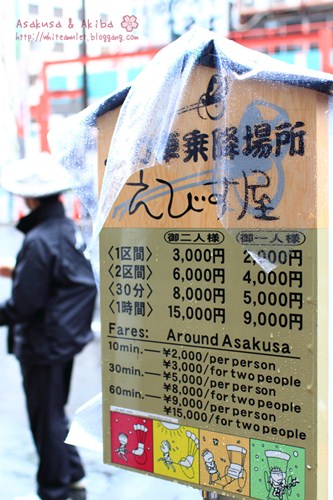 Asakusa & Akiba
http://whiteamulet.bloggang.com
車乗降場所
えびす屋
御二人様 御一人様
〈1区間〉 3,000円 2,000円
〈2区間〉 6,000円 4,000円
〈30分〉 8,000円 5,000円
〈1時間〉 15,000円 9,000円
Fares: Around Asakusa
10min.—¥2,000/per person
¥3,000/for two people
30min.—¥5,000/per person
¥8,000/for two people
60min.—¥9,000/per person
¥15,000/for two people